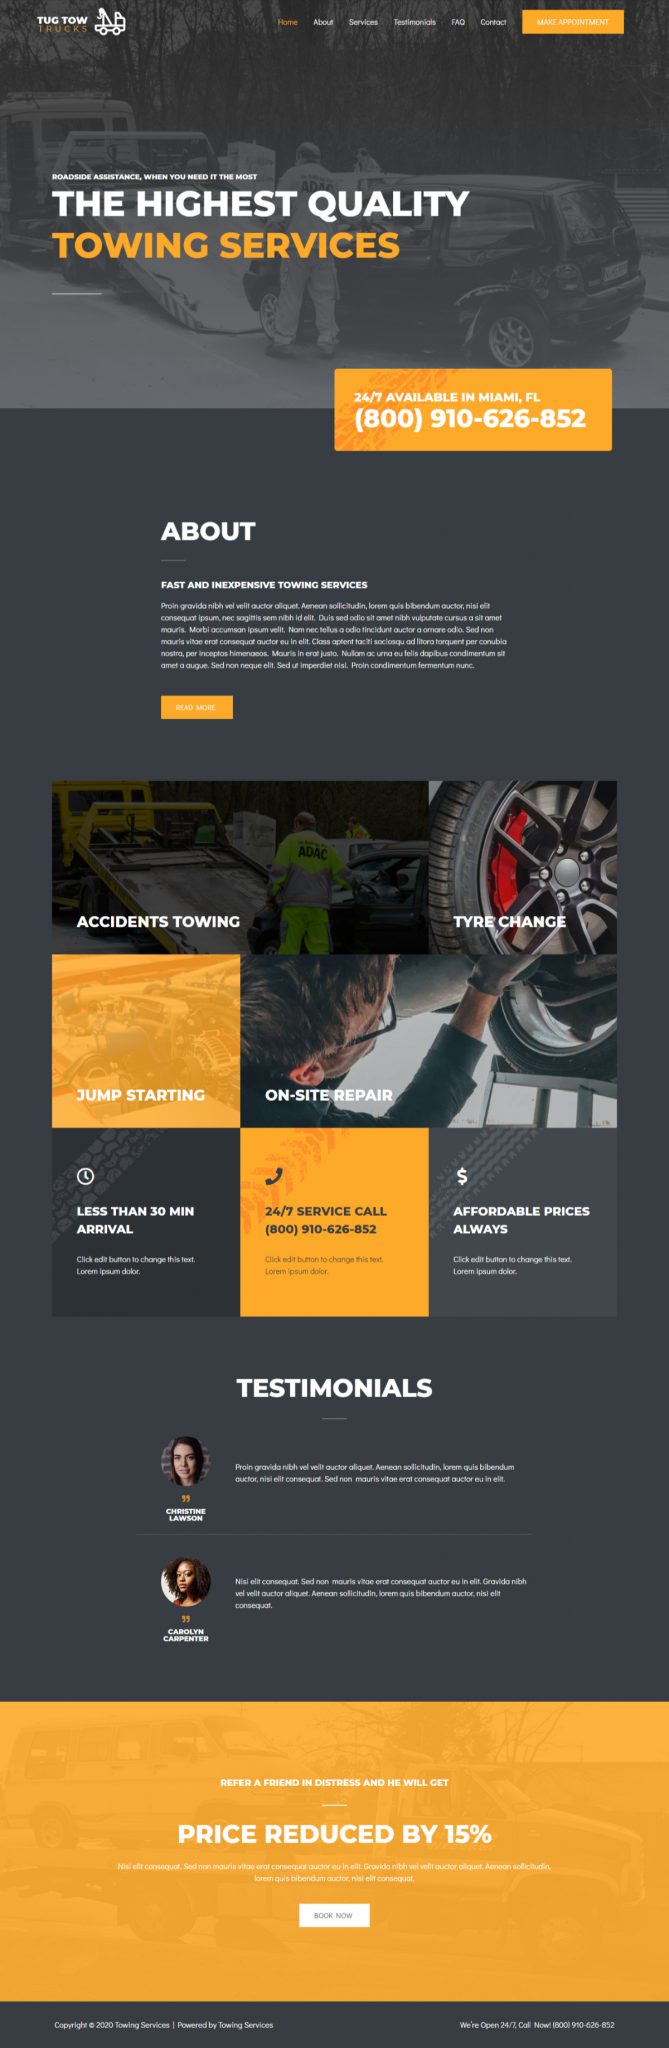 TUG TOW
TRUCKS
Home About Services Testimonials FAQ Contact MAKE APPOINTMENT
ROADSIDE ASSISTANCE, WHEN YOU NEED IT THE MOST
THE HIGHEST QUALITY
TOWING SERVICES
ADAC
24/7 AVAILABLE IN MIAMI, FL
(800) 910-626-852
ABOUT
FAST AND INEXPENSIVE TOWING SERVICES
Proin gravida nibh vel velit auctor aliquet. Aenean sollicitudin, lorem quis bibendum auctor, nisi elit
consequat ipsum, nec sagittis sem nibh id elit. Duis sed odio sit amet nibh vulputate cursus a sit amet
mauris. Morbi accumsan ipsum velit. Nam nec tellus a odio tincidunt auctor a ornare odio. Sed non
mauris vitae erat consequat auctor eu in elit. Class aptent taciti sociosqu ad litora torquent per conubia
nostra, per inceptos himenaeos. Mauris in erat justo. Nullam ac urna eu felis dapibus condimentum sit
amet a augue. Sed non neque elit. Sed ut imperdiet nisi. Proin condimentum fermentum nunc.
READ MORE
ADAC
ACCIDENTS TOWING
TYRE CHANGE
JUMP STARTING
ON-SITE REPAIR
LESS THAN 30 MIN
ARRIVAL
Click edit button to change this text.
Lorem ipsum dolor.
24/7 SERVICE CALL
(800) 910-626-852
Click edit button to change this text.
Lorem ipsum dolor.
AFFORDABLE PRICES
ALWAYS
Click edit button to change this text.
Lorem ipsum dolor.
TESTIMONIALS
Proin gravida nibh vel velit auctor aliquet. Aenean sollicitudin, lorem quis bibendum
auctor, nisi elit consequat. Sed non mauris vitae erat consequat auctor eu in elit.
CHRISTINE
LAWSON
Nisi elit consequat. Sed non mauris vitae erat consequat auctor eu in elit. Gravida nibh
vel velit auctor aliquet. Aenean sollicitudin, lorem quis bibendum auctor, nisi elit
consequat.
CAROLYN
CARPENTER
REFER A FRIEND IN DISTRESS AND HE WILL GET
PRICE REDUCED BY 15%
Nisi elit consequat. Sed non mauris vitae erat consequat auctor eu in elit. Gravida nibh vel velit auctor aliquet. Aenean sollicitudin,
lorem quis bibendum auctor, nisi elit consequat.
BOOK NOW
Copyright © 2020 Towing Services | Powered by Towing Services
We're Open 24/7, Call Now! (800) 910-626-852